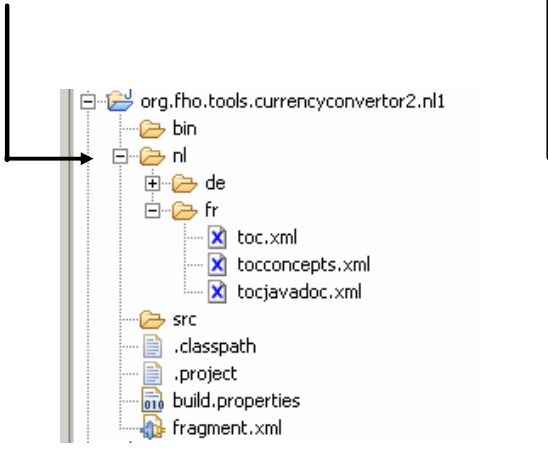 org.fho.tools.currencyconvertor2.nl1
bin
nl
de
fr
toc.xml
tocconcepts.xml
tocjavadoc.xml
src
.classpath
.project
build.properties
fragment.xml